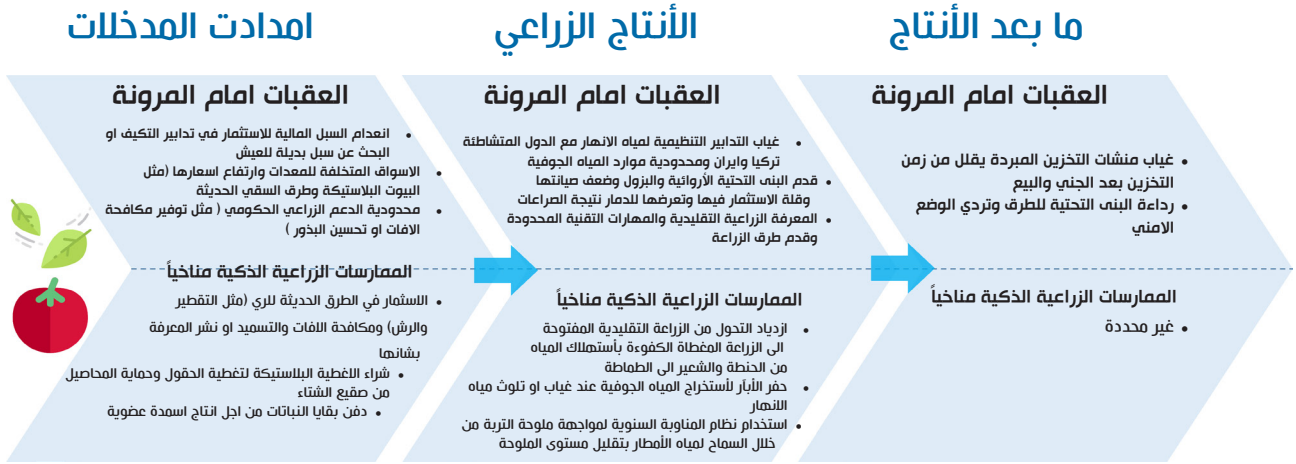 امدادت المدخلات
العقبات امام المرونة
• انعدام السبل المالية للاستثمار في تدابير التكيف او
البحث عن سبل بديلة للعيش
• الاسواق المتخلفة للمعدات وارتفاع اسعارها (مثل
البيوت البلاستيكة وطرق السقي الحديثة
• محدودية الدعم الزراعي الحكومي ( مثل توفير مكافحة
الافات او تحسين البذور )
الممارسات الزراعية الذكية مناخياً
• الاستثمار في الطرق الحديثة للري (مثل التقطير
والرش) ومكافحة الافات والتسميد او نشر المعرفة
بشانها
• شراء الاغطية البلاستيكة لتغطية الحقول وحماية المحاصيل
من صقيع الشتاء
• دفن بقايا النباتات من اجل انتاج اسمدة عضوية
الأنتاج الزراعي
العقبات امام المرونة
• غياب التدابير التنظيمية لمياه الانهار مع الدول المتشاطئة
تركيا وايران ومحدودية موارد المياه الجوفية
• قدم البنى التحتية الأروائية والبزول وضعف صيانتها
وقلة الاستثمار فيها وتعرضها للدمار نتيجة الصراعات
• المعرفة الزراعية التقليدية والمهارات التقنية المحدودة
وقدم طرق الزراعة
الممارسات الزراعية الذكية مناخياً
• ازدياد التحول من الزراعة التقليدية المفتوحة
الى الزراعة المغطاة الكفوءة بأستهلاك المياه
من الحنطة والشعير الى الطماطة
• حفر الأبآر لأستخراج المياه الجوفية عند غياب او تلوث مياه
الانهار
• استخدام نظام المناوبة السنوية لمواجهة ملوحة التربة من
خلال السماح لمياه الأمطار بتقليل مستوى الملوحة
ما بعد الأنتاج
العقبات امام المرونة
• غياب منشات التخزين المبردة يقلل من زمن
التخزين بعد الجني والبيع
• رداءة البنى التحتية للطرق وتردي الوضع
الامني
الممارسات الزراعية الذكية مناخياً
• غير محددة